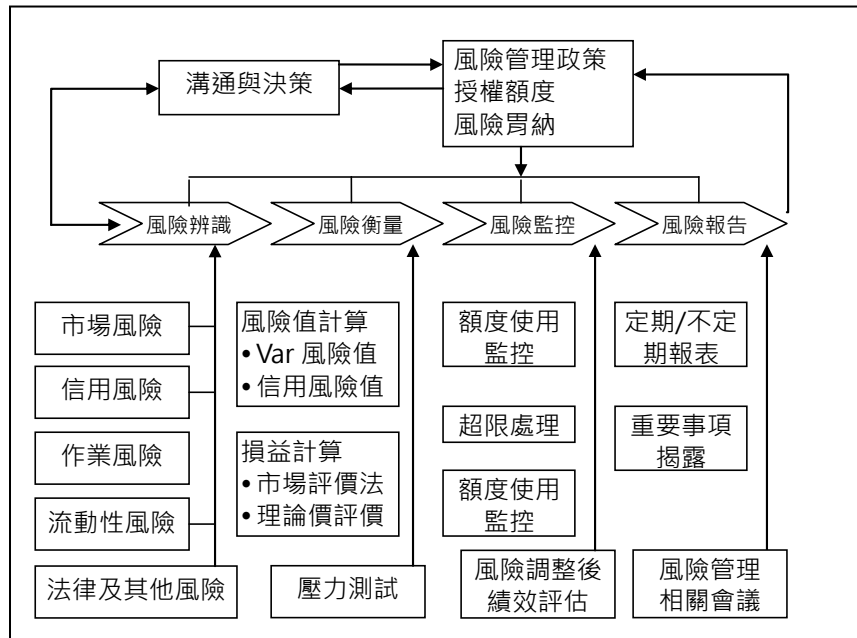 溝通與決策
風險管理政策
授權額度
風險胃納
風險辨識
風險衡量
風險監控
風險報告
市場風險
信用風險
作業風險
流動性風險
法律及其他風險
風險值計算
• Var 風險值
• 信用風險值
損益計算
• 市場評價法
• 理論價評價
壓力測試
額度使用
監控
超限處理
額度使用
監控
風險調整後
績效評估
定期/不定
期報表
重要事項
揭露
風險管理
相關會議